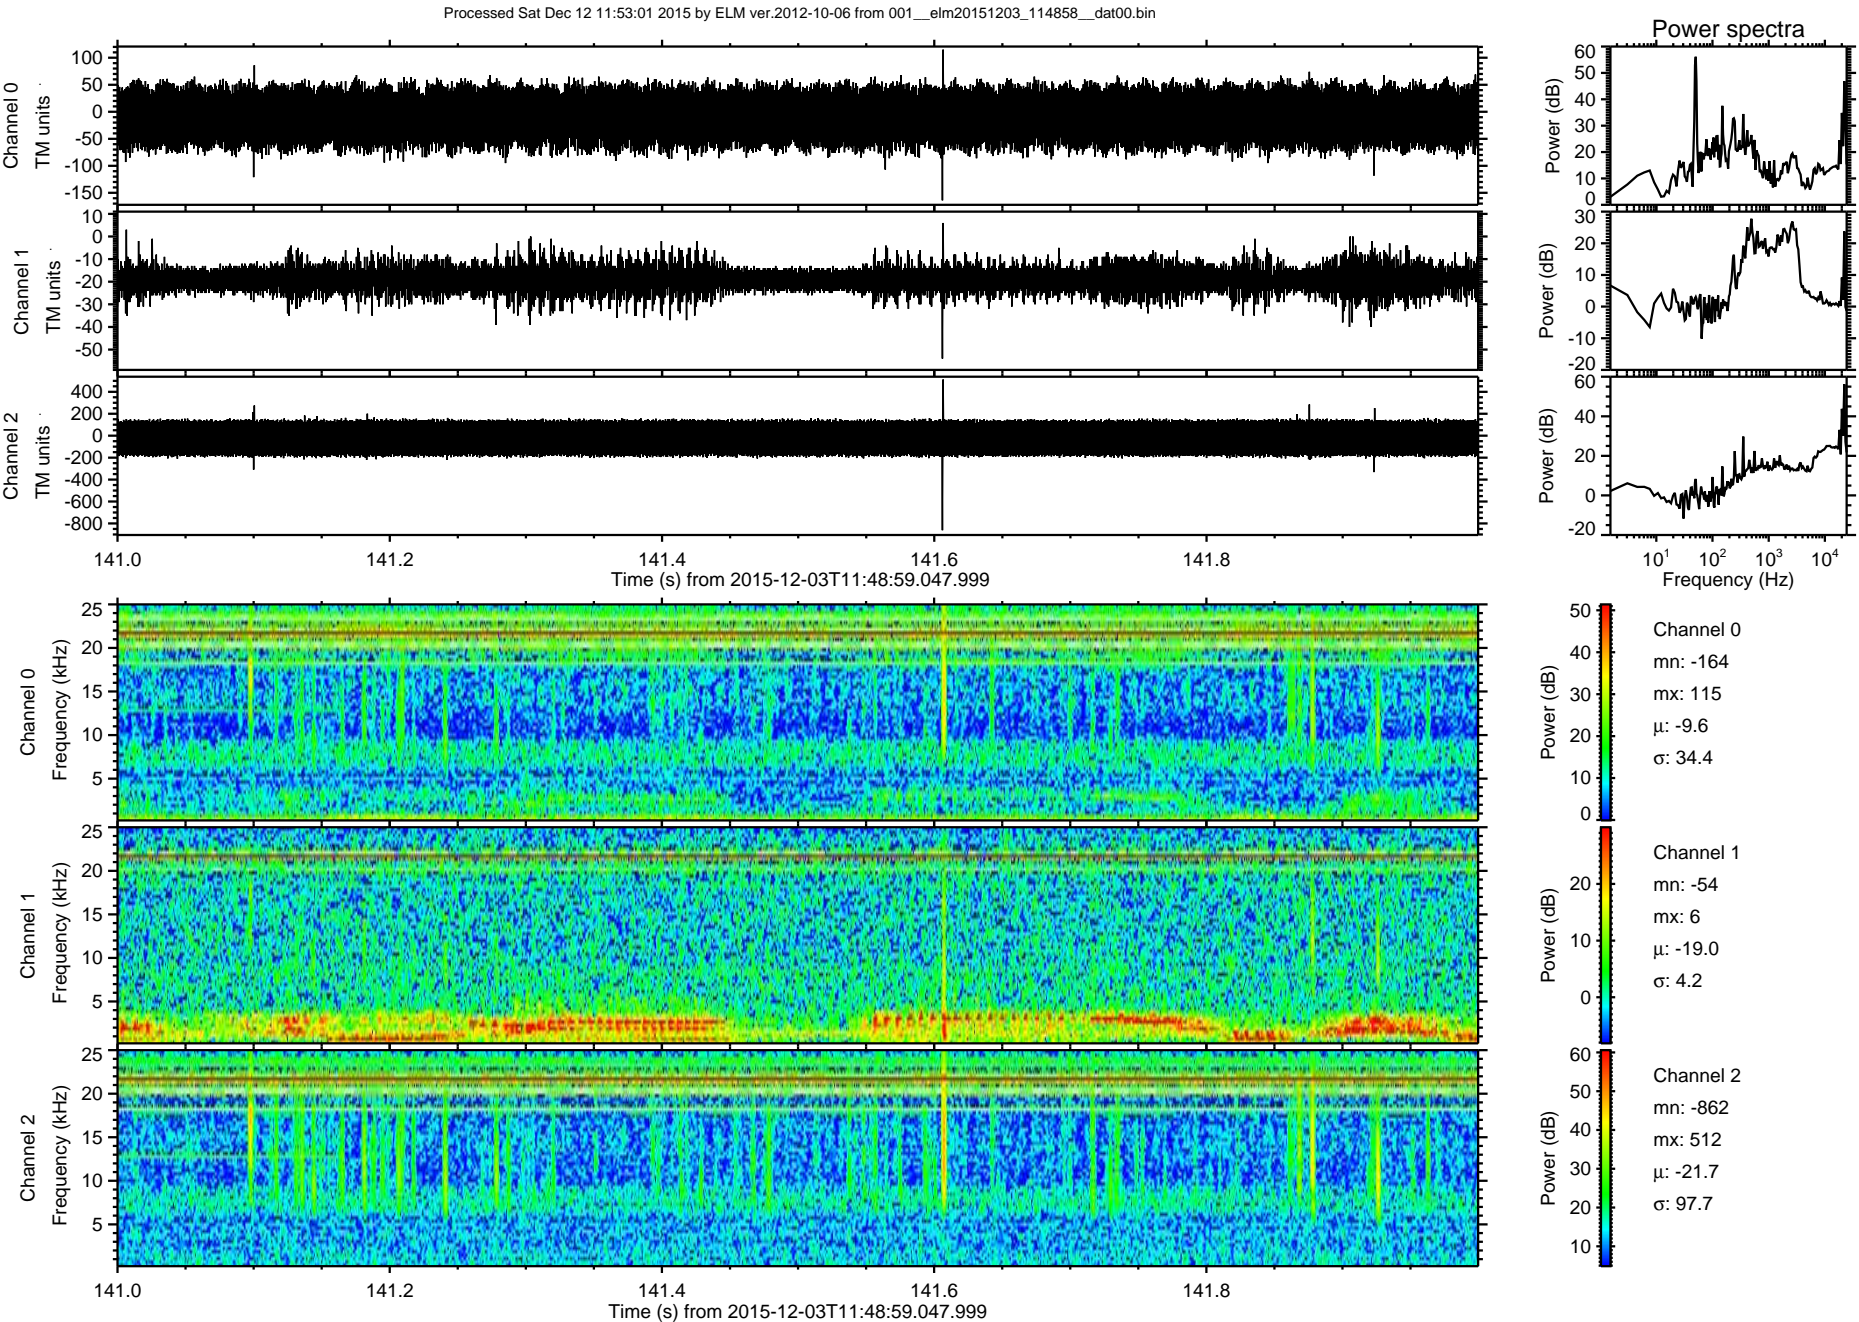 Processed Sat Dec 12 11:53:01 2015 by ELM ver.2012-10-06 from 001__elm20151203_114858__dat00.bin
Power spectra
Channel 0
TM units
100
50
0
-50
-100
-150
Power (dB)
60
50
40
30
20
10
0
Channel 1
TM units
10
0
-10
-20
-30
-40
-50
Power (dB)
30
20
10
0
-10
-20
Channel 2
TM units
400
200
0
-200
-400
-600
-800
Power (dB)
60
40
20
0
-20
141.0 141.2 141.4 141.6 141.8
Time (s) from 2015-12-03T11:48:59.047.999
10^1 10^2 10^3 10^4
Frequency (Hz)
Channel 0
Frequency (kHz)
25
20
15
10
5
Power (dB)
50
40
30
20
10
0
Channel 0
mn: -164
mx: 115
μ: -9.6
σ: 34.4
Channel 1
Frequency (kHz)
25
20
15
10
5
Power (dB)
20
10
0
Channel 1
mn: -54
mx: 6
μ: -19.0
σ: 4.2
Channel 2
Frequency (kHz)
25
20
15
10
5
Power (dB)
60
50
40
30
20
10
Channel 2
mn: -862
mx: 512
μ: -21.7
σ: 97.7
141.0 141.2 141.4 141.6 141.8
Time (s) from 2015-12-03T11:48:59.047.999